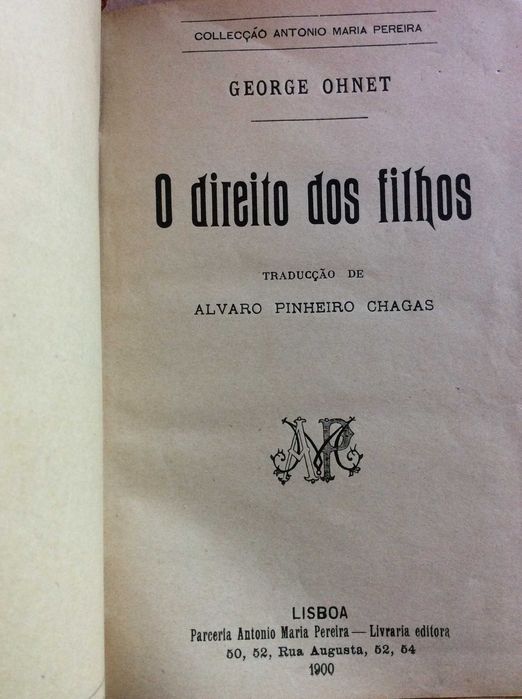 COLLECÇÃO ANTONIO MARIA PEREIRA
GEORGE OHNET
O direito dos filhos
TRADUCÇÃO DE
ALVARO PINHEIRO CHAGAS
AMP
LISBOA
Parceria Antonio Maria Pereira — Livraria editora
50, 52, Rua Augusta, 52, 54
1900